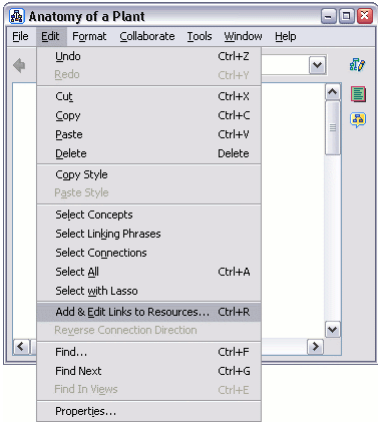 Anatomy of a Plant
File Edit Format Collaborate Tools Window Help
Undo Ctrl+Z
Redo Ctrl+Y
Cut Ctrl+X
Copy Ctrl+C
Paste Ctrl+V
Delete Delete
Copy Style
Paste Style
Select Concepts
Select Linking Phrases
Select Connections
Select All Ctrl+A
Select with Lasso
Add & Edit Links to Resources... Ctrl+R
Reverse Connection Direction
Find... Ctrl+F
Find Next Ctrl+G
Find In Views Ctrl+E
Properties...